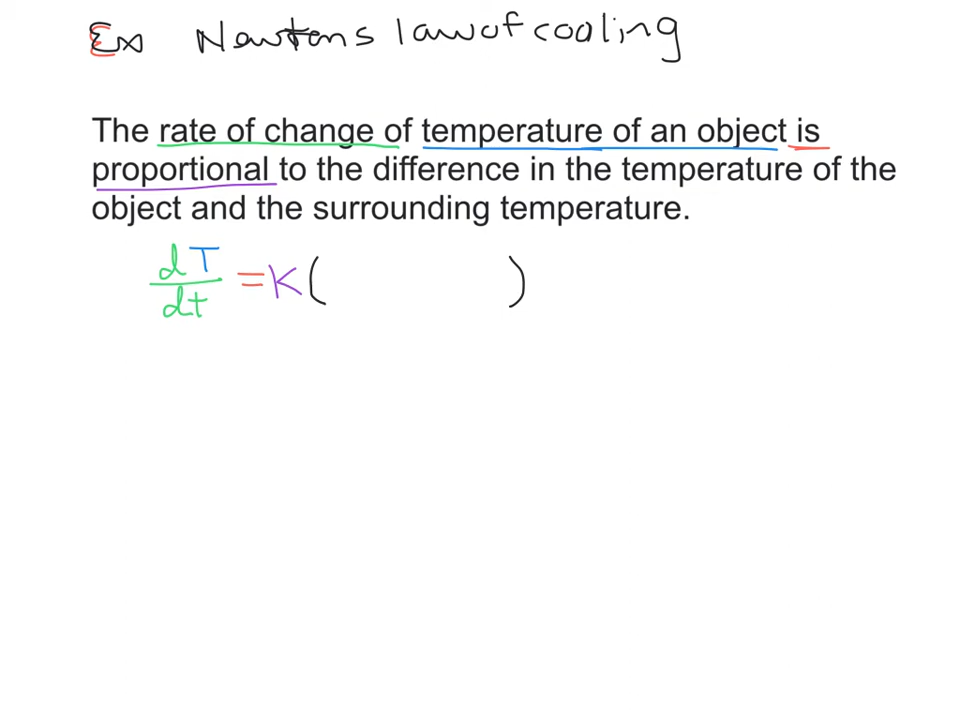 Ex Newtons law of cooling
The rate of change of temperature of an object is
proportional to the difference in the temperature of the
object and the surrounding temperature.
dT/dt = K( )